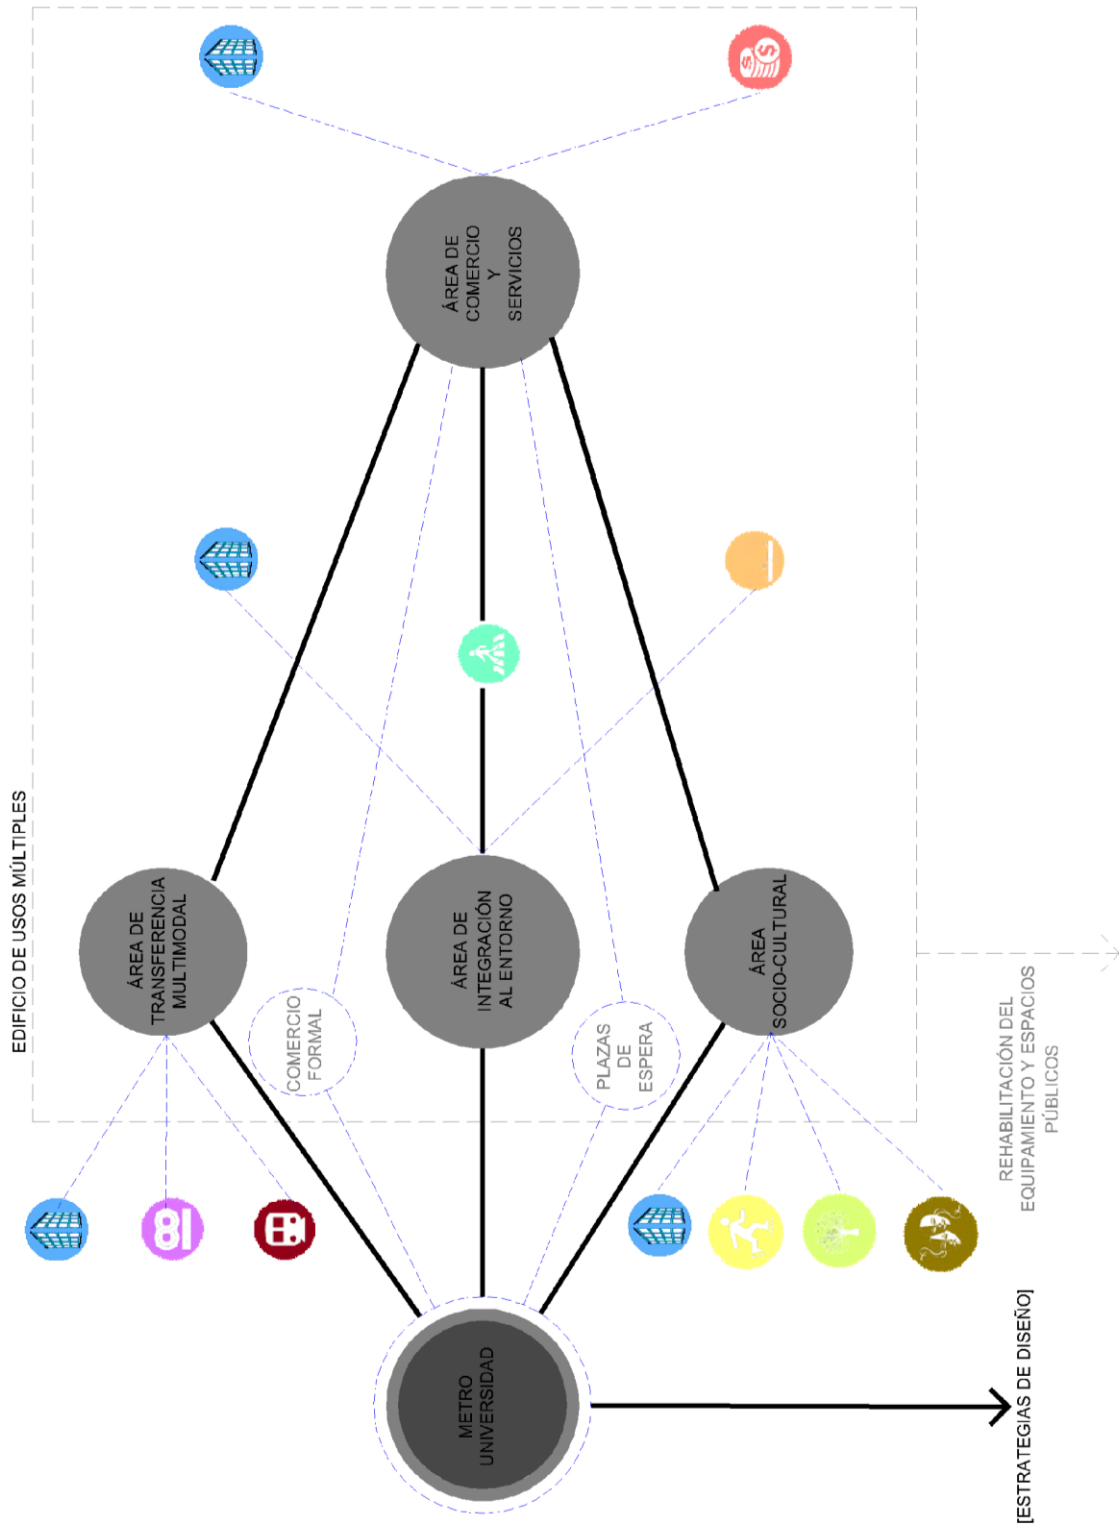 EDIFICIO DE USOS MÚLTIPLES
ÁREA DE
TRANSFERENCIA
MULTIMODAL
COMERCIO
FORMAL
METRO
UNIVERSIDAD
ÁREA DE
INTEGRACIÓN
AL ENTORNO
ÁREA DE
COMERCIO
Y
SERVICIOS
PLAZAS
DE
ESPERA
ÁREA
SOCIO-CULTURAL
REHABILITACIÓN DEL
EQUIPAMIENTO Y ESPACIOS
PÚBLICOS
[ESTRATEGIAS DE DISEÑO]